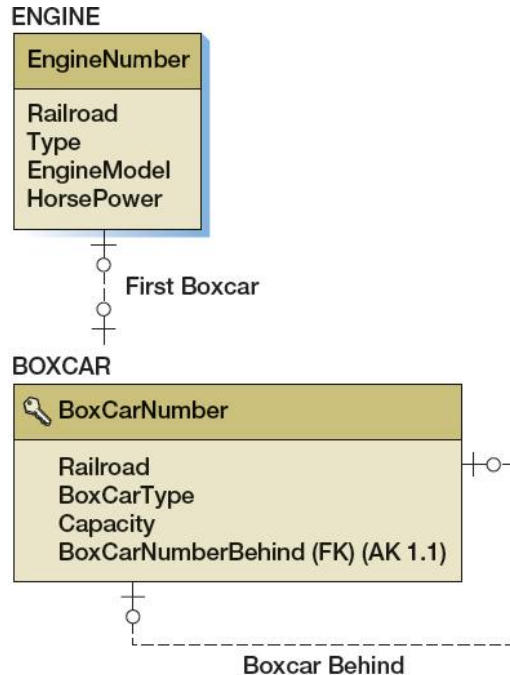 ENGINE
EngineNumber
Railroad
Type
EngineModel
HorsePower
First Boxcar
BOXCAR
BoxCarNumber
Railroad
BoxCarType
Capacity
BoxCarNumberBehind (FK) (AK 1.1)
Boxcar Behind